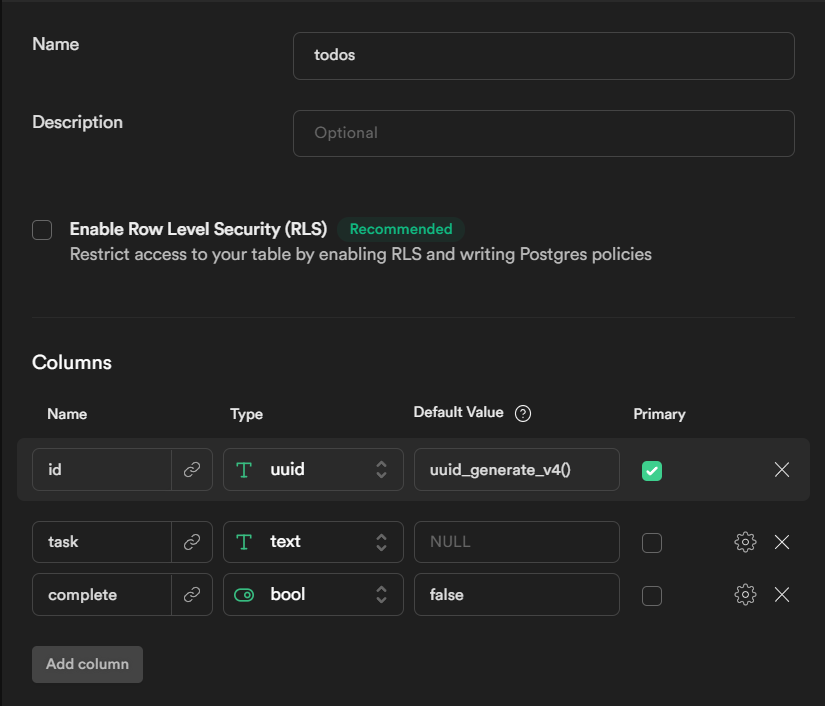 Name
todos
Description
Optional
Enable Row Level Security (RLS) Recommended
Restrict access to your table by enabling RLS and writing Postgres policies
Columns
Name Type Default Value ? Primary
id T uuid uuid_generate_v4()
task T text NULL
complete bool false
Add column